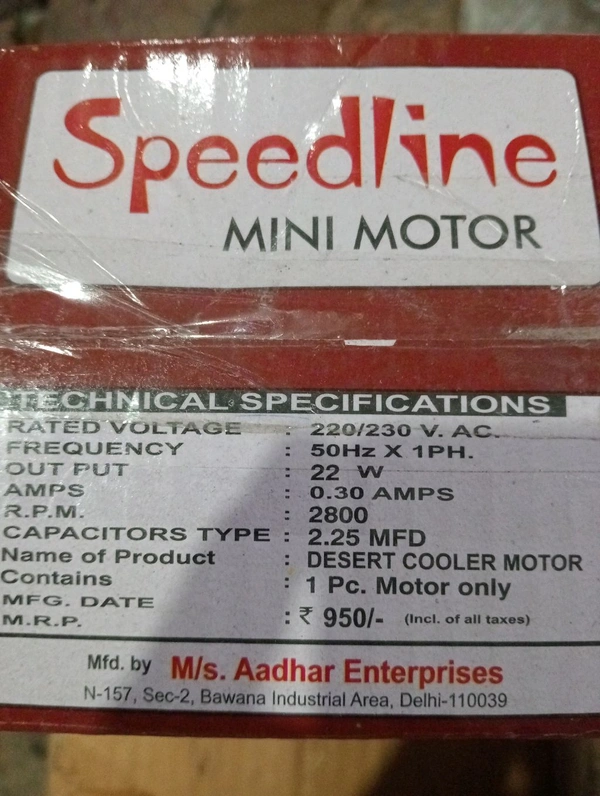 Speedline
MINI MOTOR
TECHNICAL SPECIFICATIONS
RATED VOLTAGE : 220/230 V. AC.
FREQUENCY : 50Hz X 1PH.
OUT PUT : 22 W
AMPS : 0.30 AMPS
R.P.M. : 2800
CAPACITORS TYPE : 2.25 MFD
Name of Product : DESERT COOLER MOTOR
Contains : 1 Pc. Motor only
MFG. DATE
M.R.P. : ₹ 950/- (Incl. of all taxes)
Mfd. by M/s. Aadhar Enterprises
N-157, Sec-2, Bawana Industrial Area, Delhi-110039